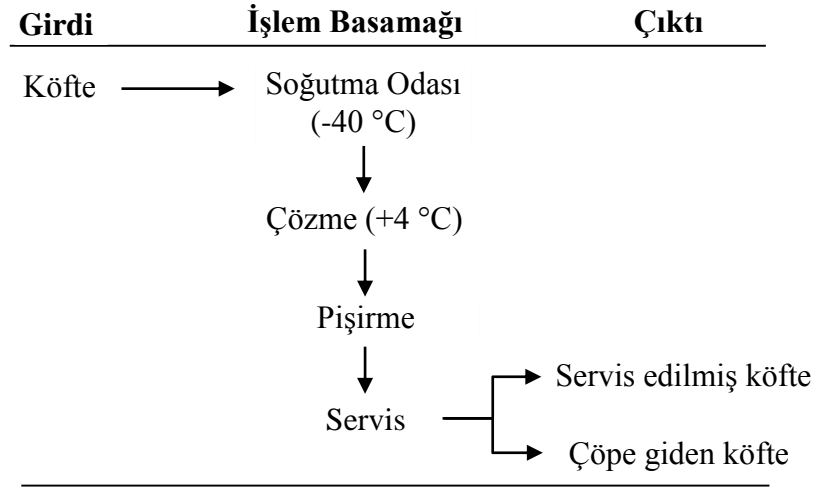 Girdi İşlem Basamağı Çıktı
Köfte Soğutma Odası
(-40 °C)
Çözme (+4 °C)
Pişirme
Servis edilmiş köfte
Servis
Çöpe giden köfte